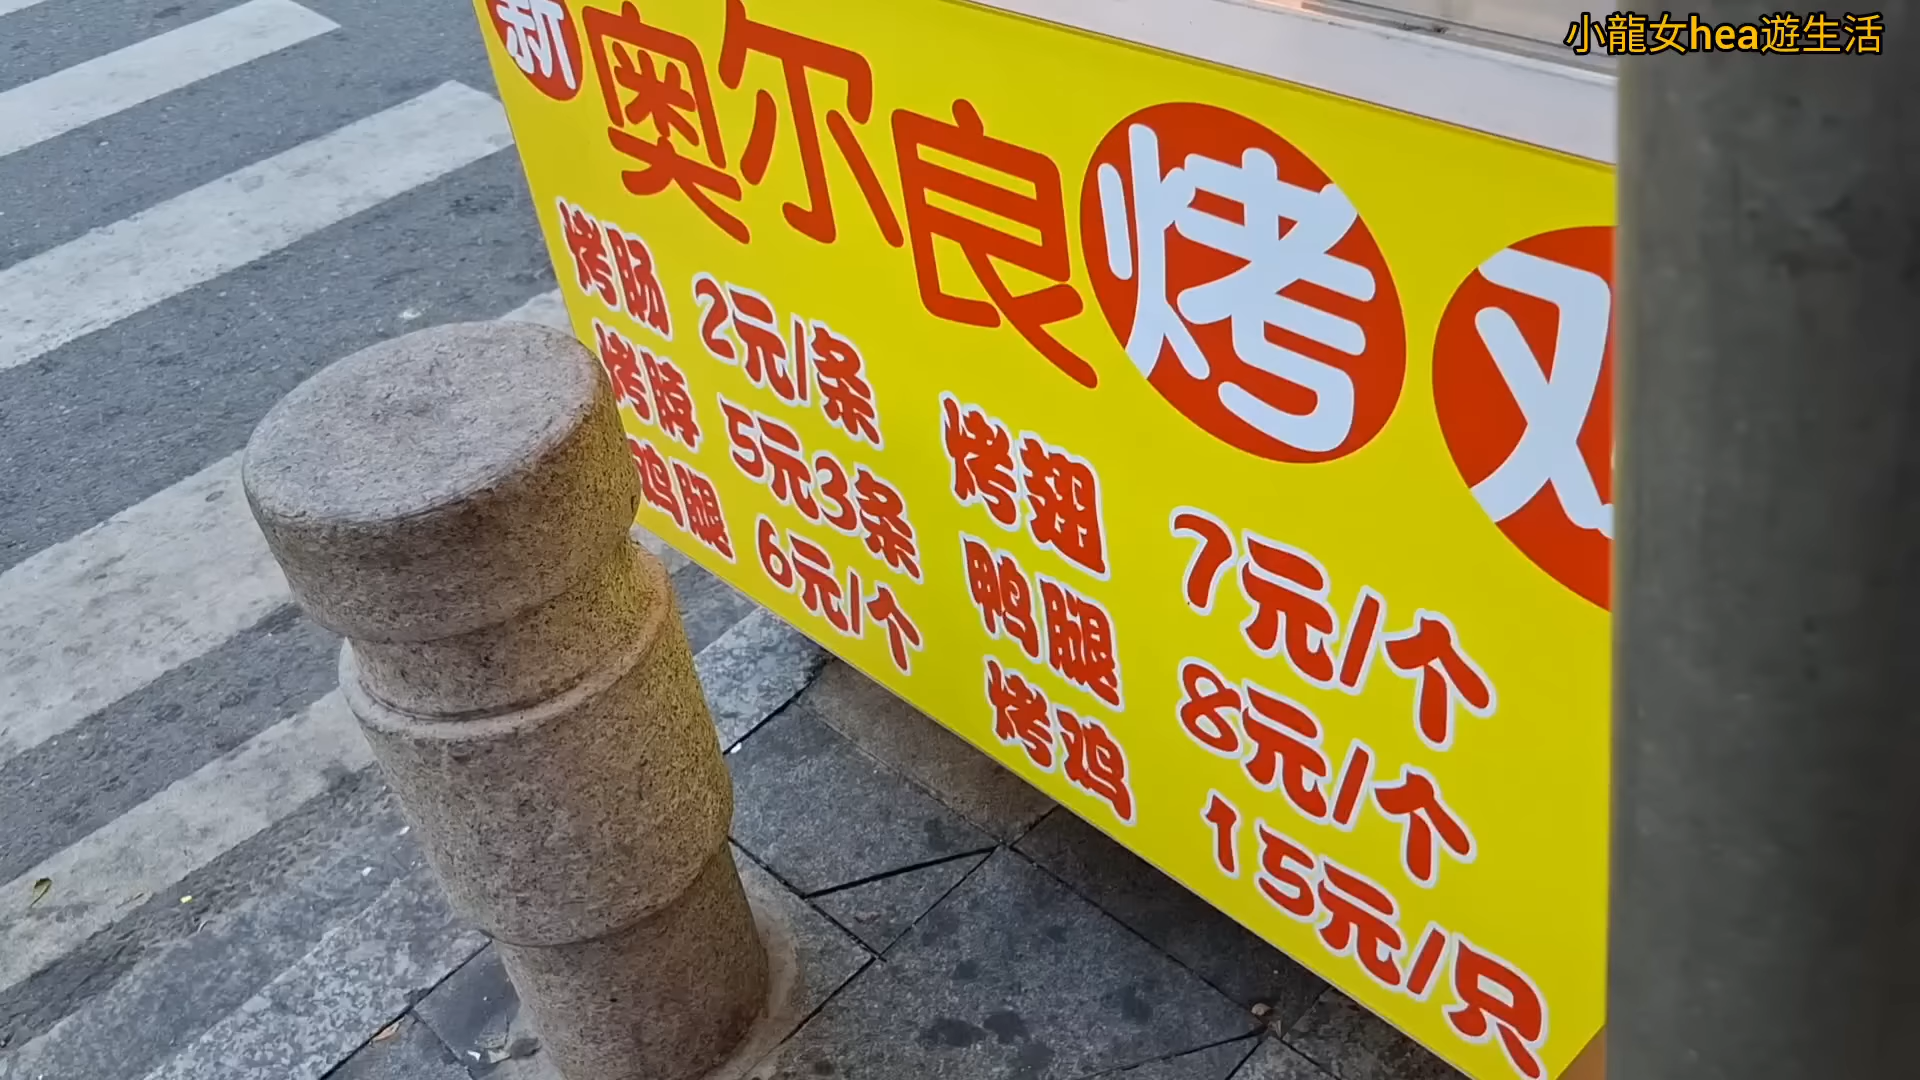 小龍女hea遊生活
新奥尔良烤
烤肠 2元/条
烤脖 5元3条
鸡腿 6元/个
烤翅 7元/个
鸭腿 8元/个
烤鸡 15元/只